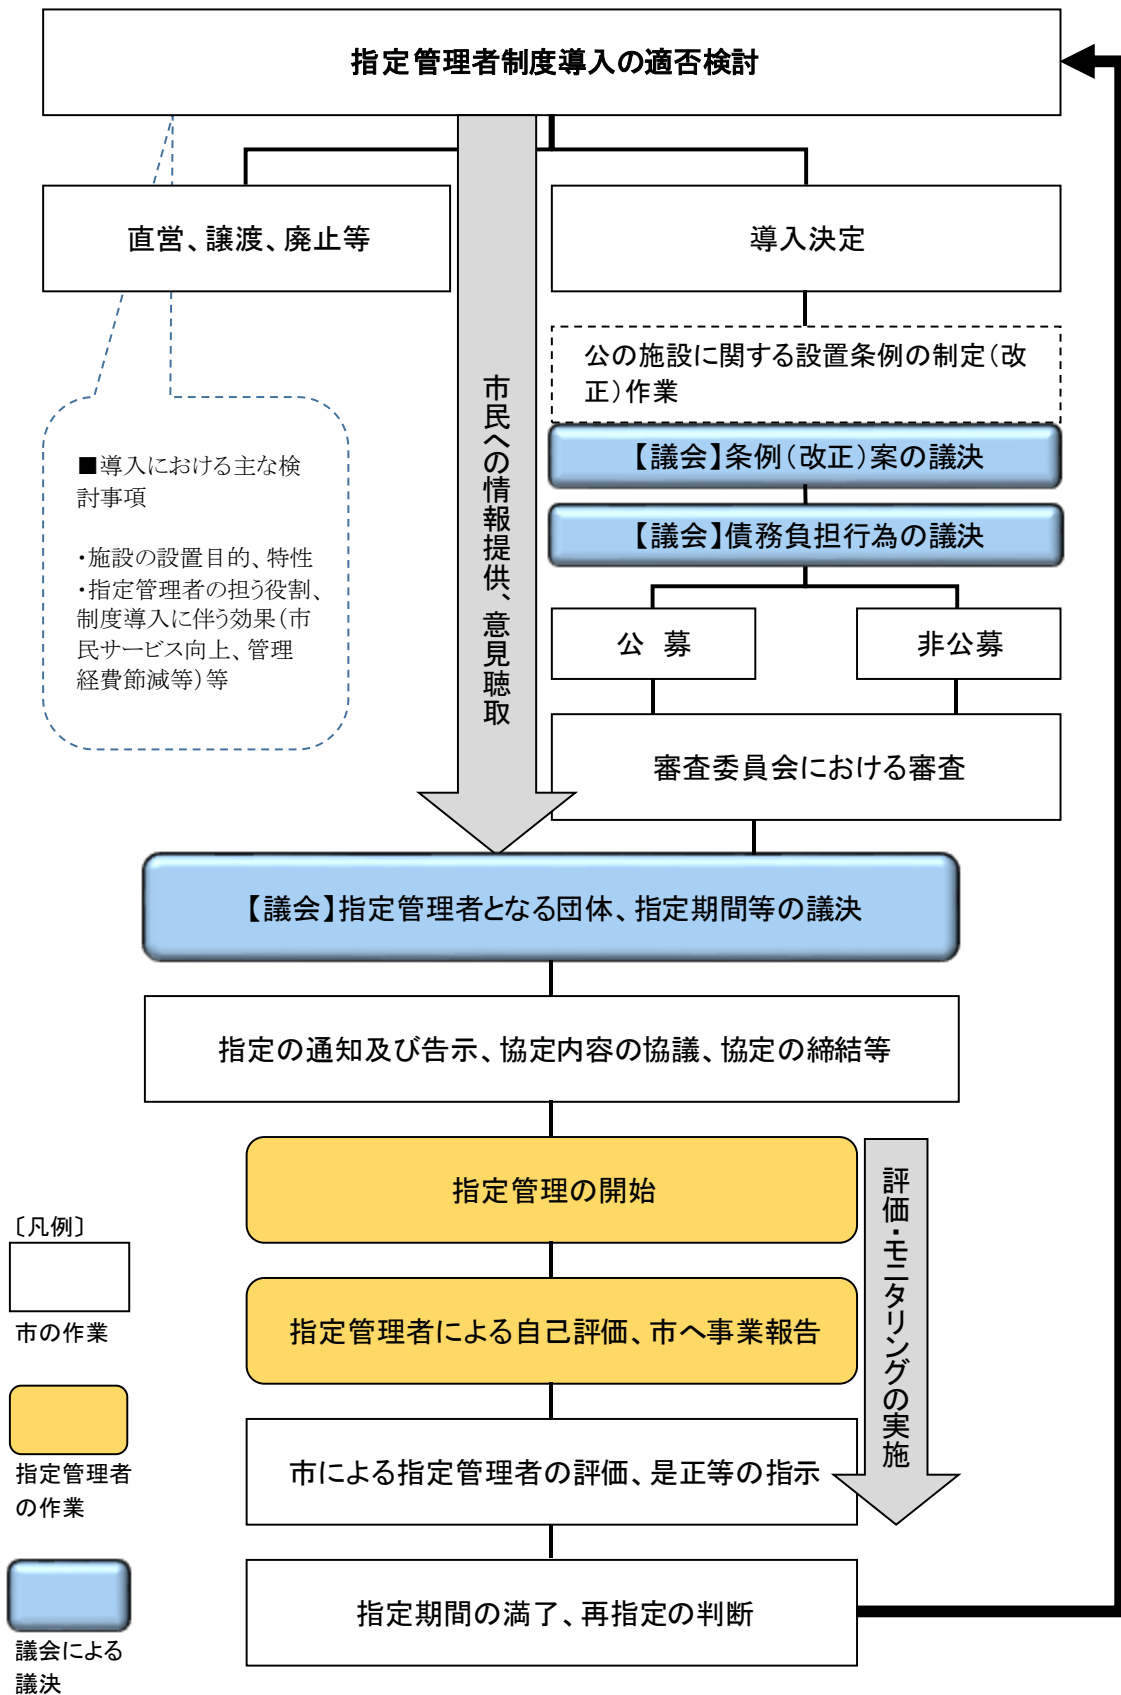 指定管理者制度導入の適否検討
直営、譲渡、廃止等
導入決定
公の施設に関する設置条例の制定（改
正）作業
【議会】条例（改正）案の議決
【議会】債務負担行為の議決
■導入における主な検
討事項
・施設の設置目的、特性
・指定管理者の担う役割、
制度導入に伴う効果（市
民サービス向上、管理
経費節減等）等
市民への情報提供、意見聴取
公　募
非公募
審査委員会における審査
【議会】指定管理者となる団体、指定期間等の議決
指定の通知及び告示、協定内容の協議、協定の締結等
指定管理の開始
指定管理者による自己評価、市へ事業報告
市による指定管理者の評価、是正等の指示
指定期間の満了、再指定の判断
評価・モニタリングの実施
〔凡例〕
市の作業
指定管理者
の作業
議会による
議決